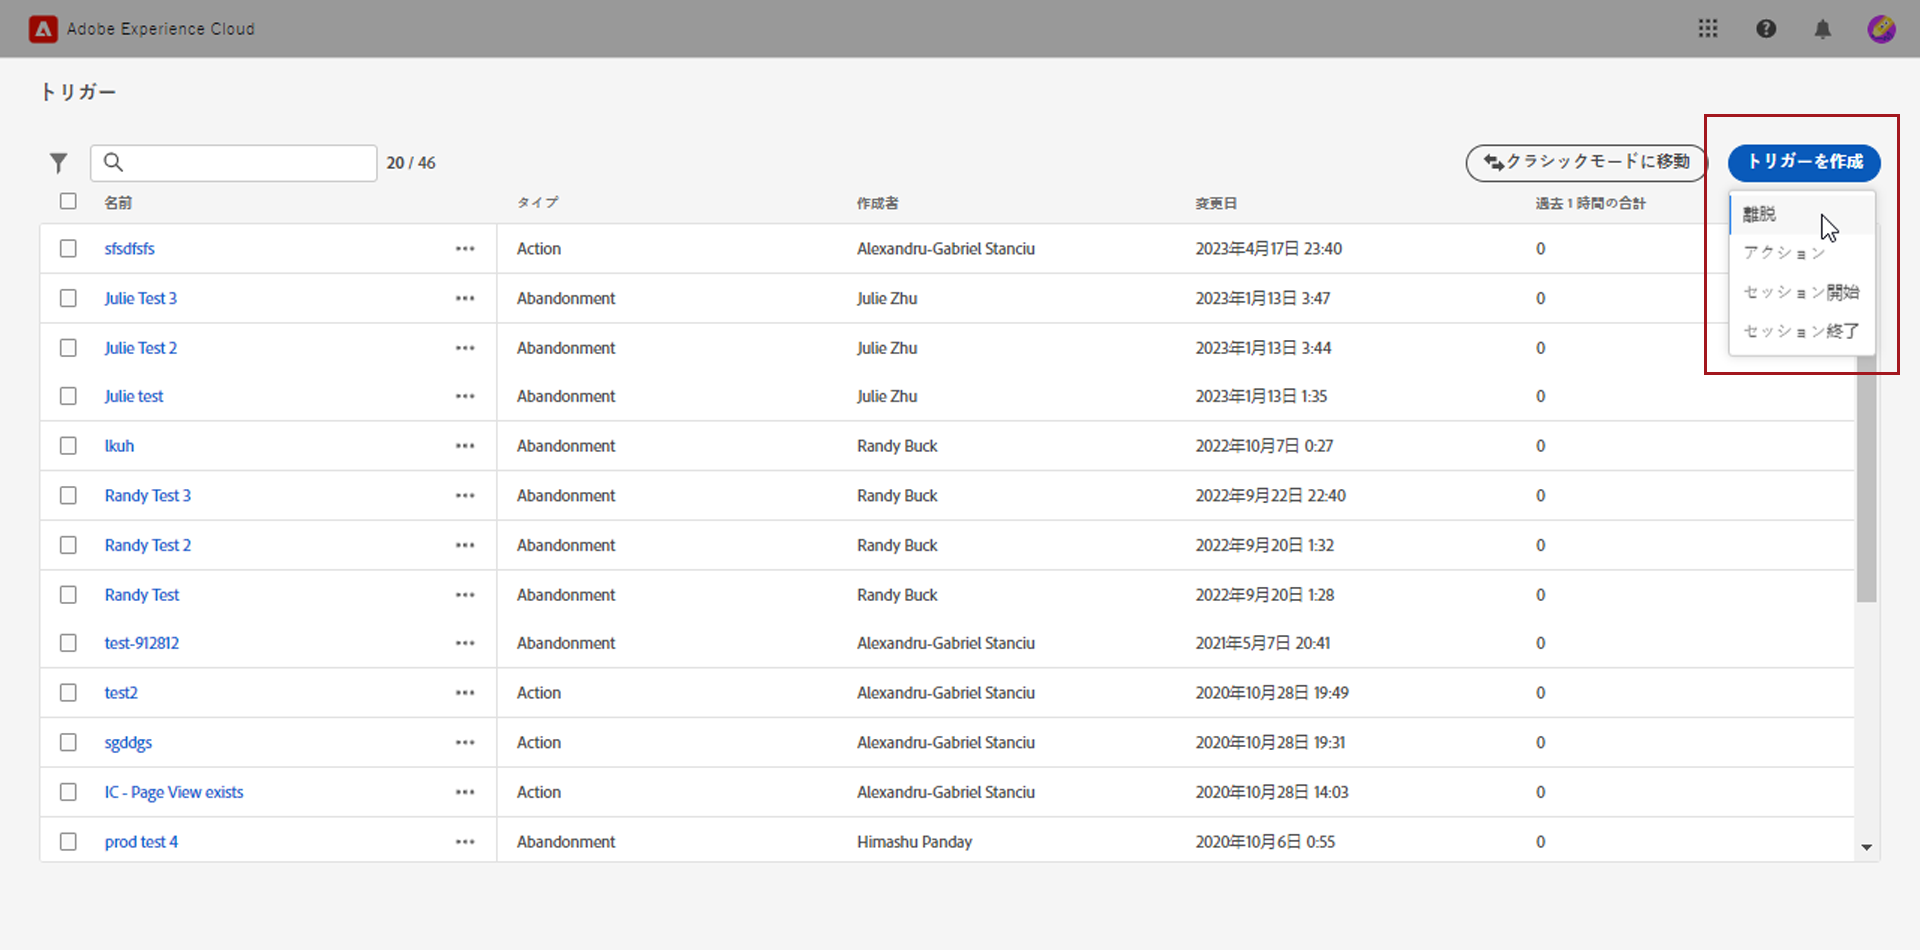 Adobe Experience Cloud
トリガー
20 / 46
クラシックモードに移動
トリガーを作成
名前 タイプ 作成者 変更日 過去 1 時間の合計
離脱
アクション
セッション開始
セッション終了
sfsdfsfs Action Alexandru-Gabriel Stanciu 2023年4月17日 23:40 0
Julie Test 3 Abandonment Julie Zhu 2023年1月13日 3:47 0
Julie Test 2 Abandonment Julie Zhu 2023年1月13日 3:44 0
Julie test Abandonment Julie Zhu 2023年1月13日 1:35 0
lkuh Abandonment Randy Buck 2022年10月7日 0:27 0
Randy Test 3 Abandonment Randy Buck 2022年9月22日 22:40 0
Randy Test 2 Abandonment Randy Buck 2022年9月20日 1:32 0
Randy Test Abandonment Randy Buck 2022年9月20日 1:28 0
test-912812 Abandonment Alexandru-Gabriel Stanciu 2021年5月7日 20:41 0
test2 Action Alexandru-Gabriel Stanciu 2020年10月28日 19:49 0
sgddgs Action Alexandru-Gabriel Stanciu 2020年10月28日 19:31 0
IC - Page View exists Action Alexandru-Gabriel Stanciu 2020年10月28日 14:03 0
prod test 4 Abandonment Himashu Panday 2020年10月6日 0:55 0